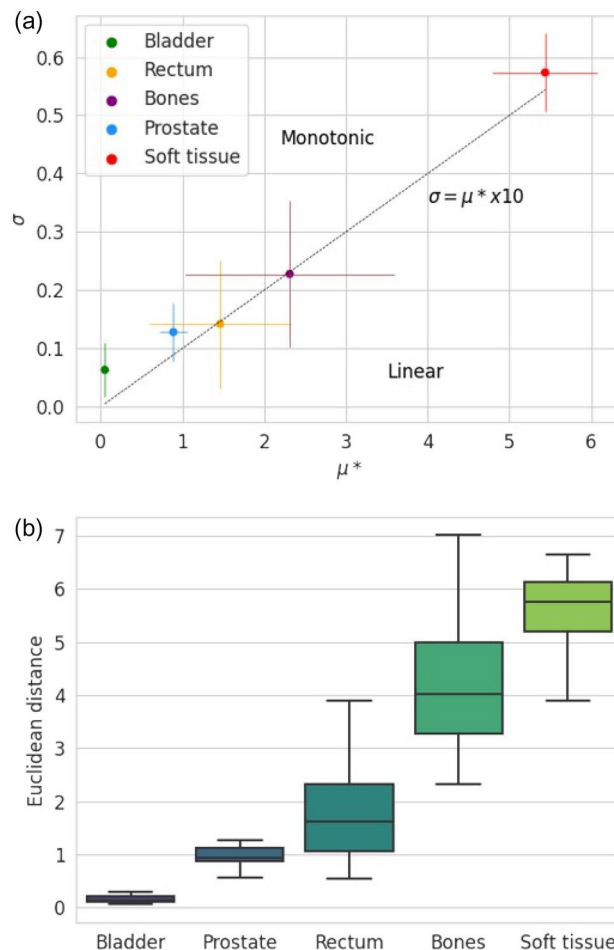 (a)
Bladder
Rectum
Bones
Prostate
Soft tissue
Monotonic
σ = μ * x10
Linear
σ
0.6
0.5
0.4
0.3
0.2
0.1
0.0
0 1 2 3 4 5 6
μ *
(b)
Euclidean distance
7
6
5
4
3
2
1
0
Bladder Prostate Rectum Bones Soft tissue